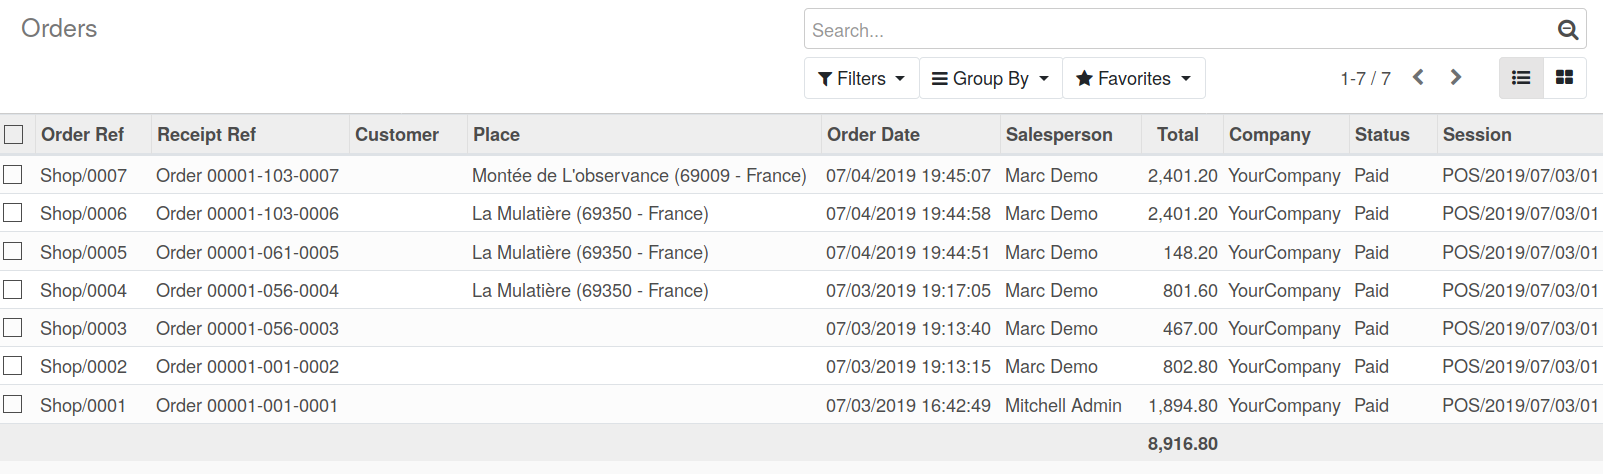 Orders
Search...
Filters Group By Favorites 1-7 / 7
Order Ref Receipt Ref Customer Place Order Date Salesperson Total Company Status Session
Shop/0007 Order 00001-103-0007 Montée de L'observance (69009 - France) 07/04/2019 19:45:07 Marc Demo 2,401.20 YourCompany Paid POS/2019/07/03/01
Shop/0006 Order 00001-103-0006 La Mulatière (69350 - France) 07/04/2019 19:44:58 Marc Demo 2,401.20 YourCompany Paid POS/2019/07/03/01
Shop/0005 Order 00001-061-0005 La Mulatière (69350 - France) 07/04/2019 19:44:51 Marc Demo 148.20 YourCompany Paid POS/2019/07/03/01
Shop/0004 Order 00001-056-0004 La Mulatière (69350 - France) 07/03/2019 19:17:05 Marc Demo 801.60 YourCompany Paid POS/2019/07/03/01
Shop/0003 Order 00001-056-0003 07/03/2019 19:13:40 Marc Demo 467.00 YourCompany Paid POS/2019/07/03/01
Shop/0002 Order 00001-001-0002 07/03/2019 19:13:15 Marc Demo 802.80 YourCompany Paid POS/2019/07/03/01
Shop/0001 Order 00001-001-0001 07/03/2019 16:42:49 Mitchell Admin 1,894.80 YourCompany Paid POS/2019/07/03/01
8,916.80